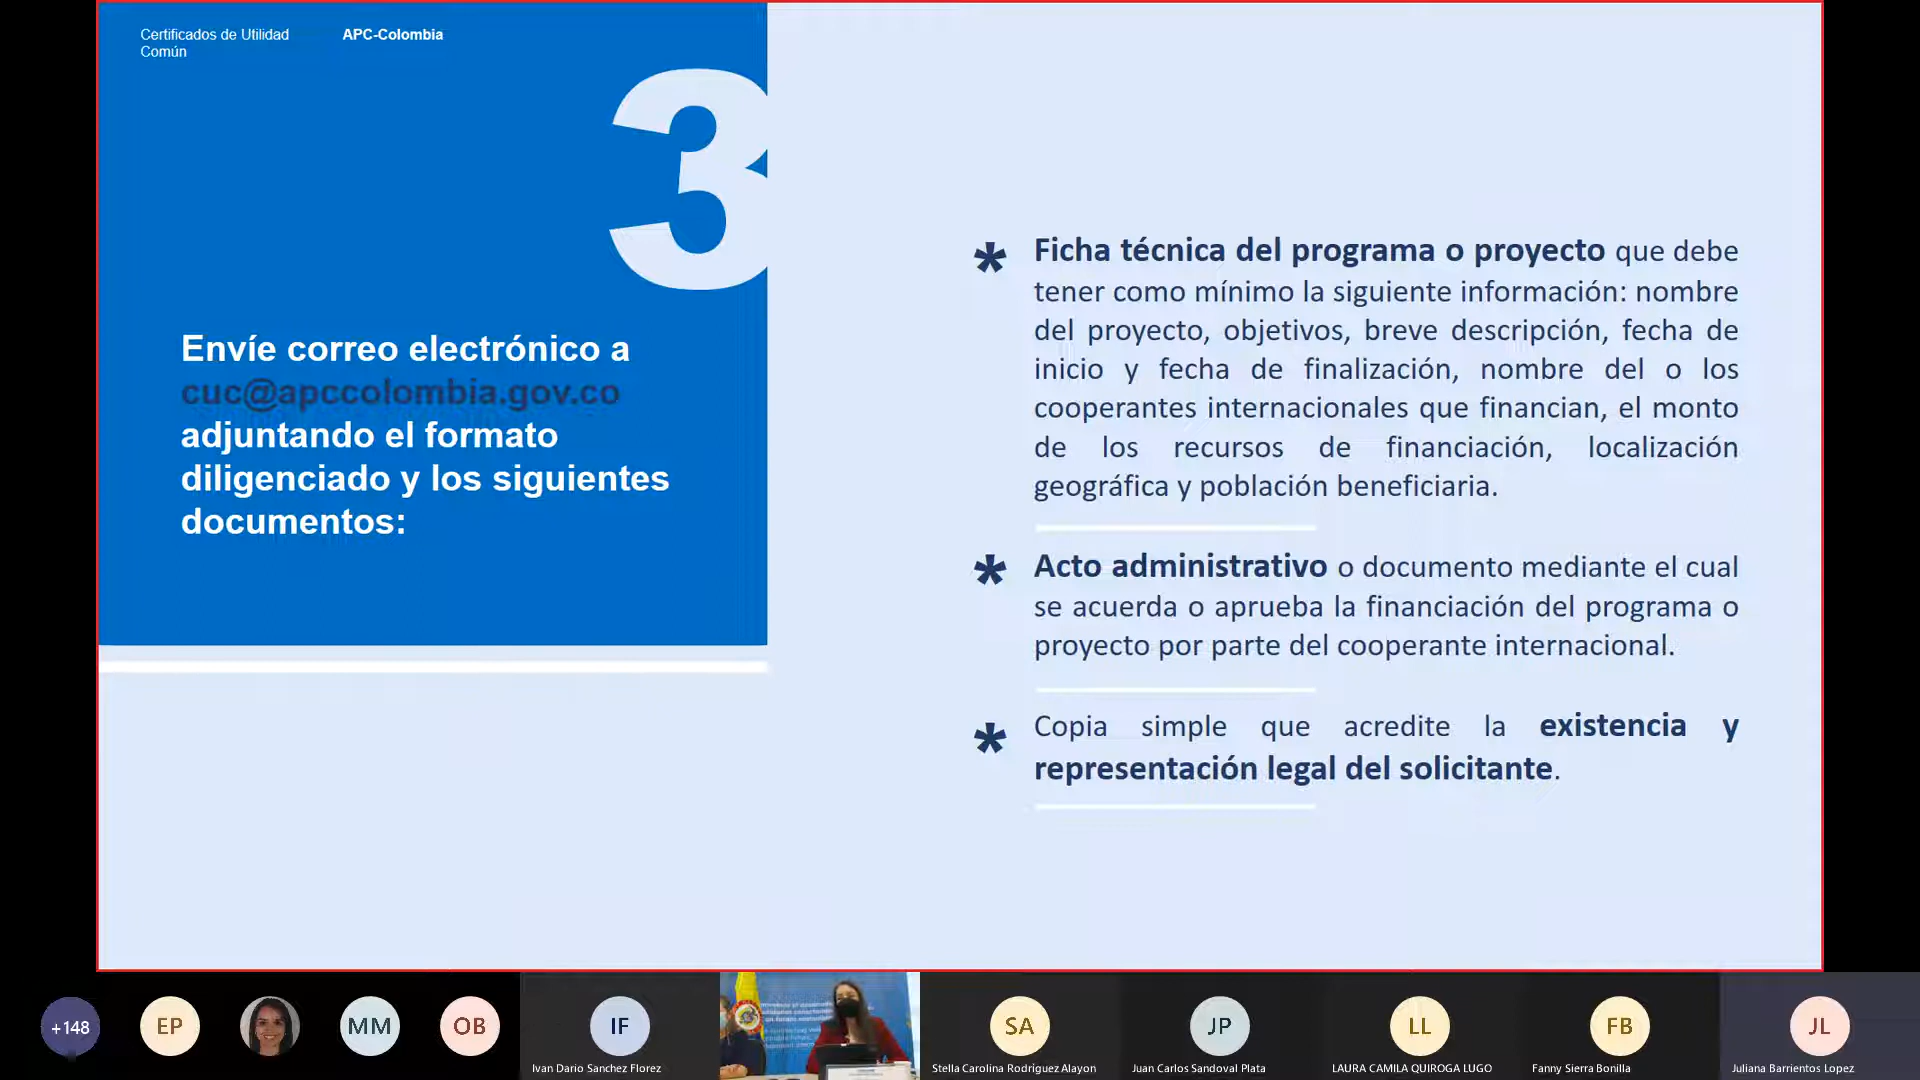 Certificados de Utilidad
Común
APC-Colombia
3
Envíe correo electrónico a
cuc@apccolombia.gov.co
adjuntando el formato
diligenciado y los siguientes
documentos:
* Ficha técnica del programa o proyecto que debe
tener como mínimo la siguiente información: nombre
del proyecto, objetivos, breve descripción, fecha de
inicio y fecha de finalización, nombre del o los
cooperantes internacionales que financian, el monto
de los recursos de financiación, localización
geográfica y población beneficiaria.
* Acto administrativo o documento mediante el cual
se acuerda o aprueba la financiación del programa o
proyecto por parte del cooperante internacional.
* Copia simple que acredite la existencia y
representación legal del solicitante.
+148
EP
MM
OB
IF
Ivan Dario Sanchez Florez
SA
Stella Carolina Rodriguez Alayon
JP
Juan Carlos Sandoval Plata
LL
LAURA CAMILA QUIROGA LUGO
FB
Fanny Sierra Bonilla
JL
Juliana Barrientos Lopez